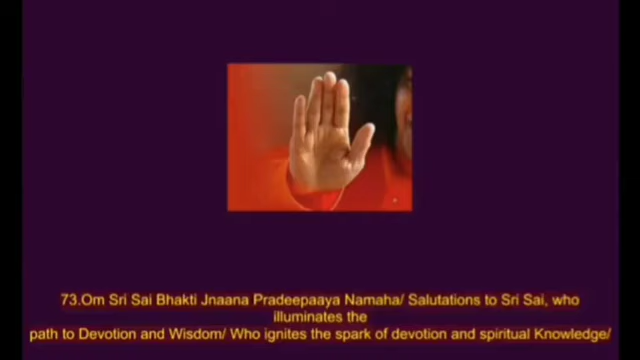 73.Om Sri Sai Bhakti Jnaana Pradeepaaya Namaha/ Salutations to Sri Sai, who
illuminates the
path to Devotion and Wisdom/ Who ignites the spark of devotion and spiritual Knowledge/